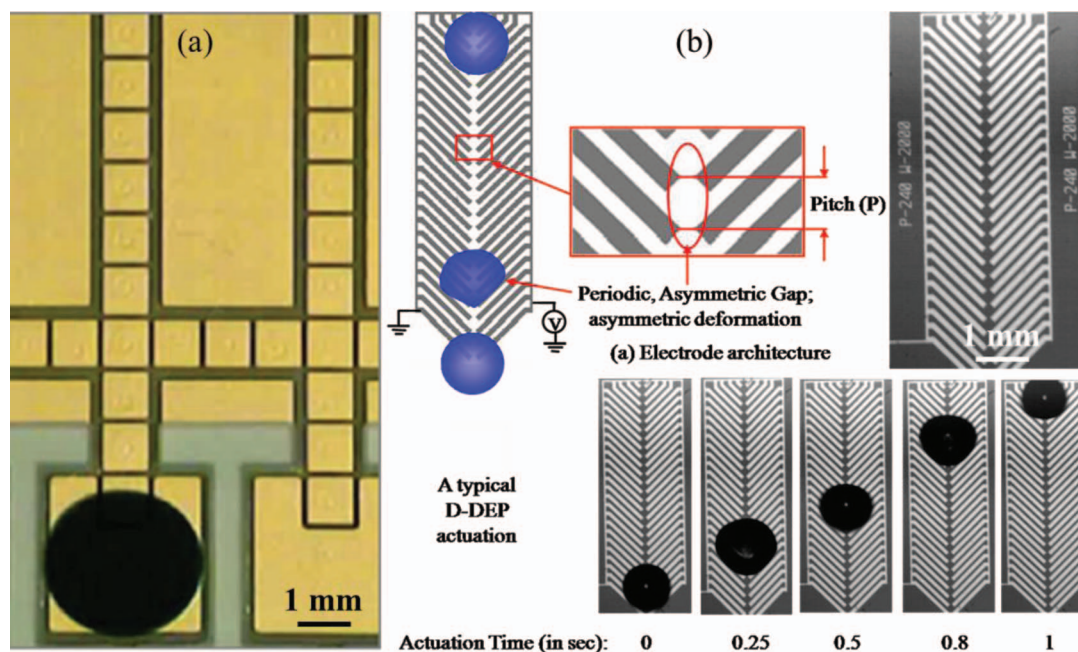 (a)
1 mm
(b)
Pitch (P)
Periodic, Asymmetric Gap;
asymmetric deformation
V
(a) Electrode architecture
P-240 W-2000
P-240 W-2000
1 mm
A typical
D-DEP
actuation
Actuation Time (in sec): 0 0.25 0.5 0.8 1